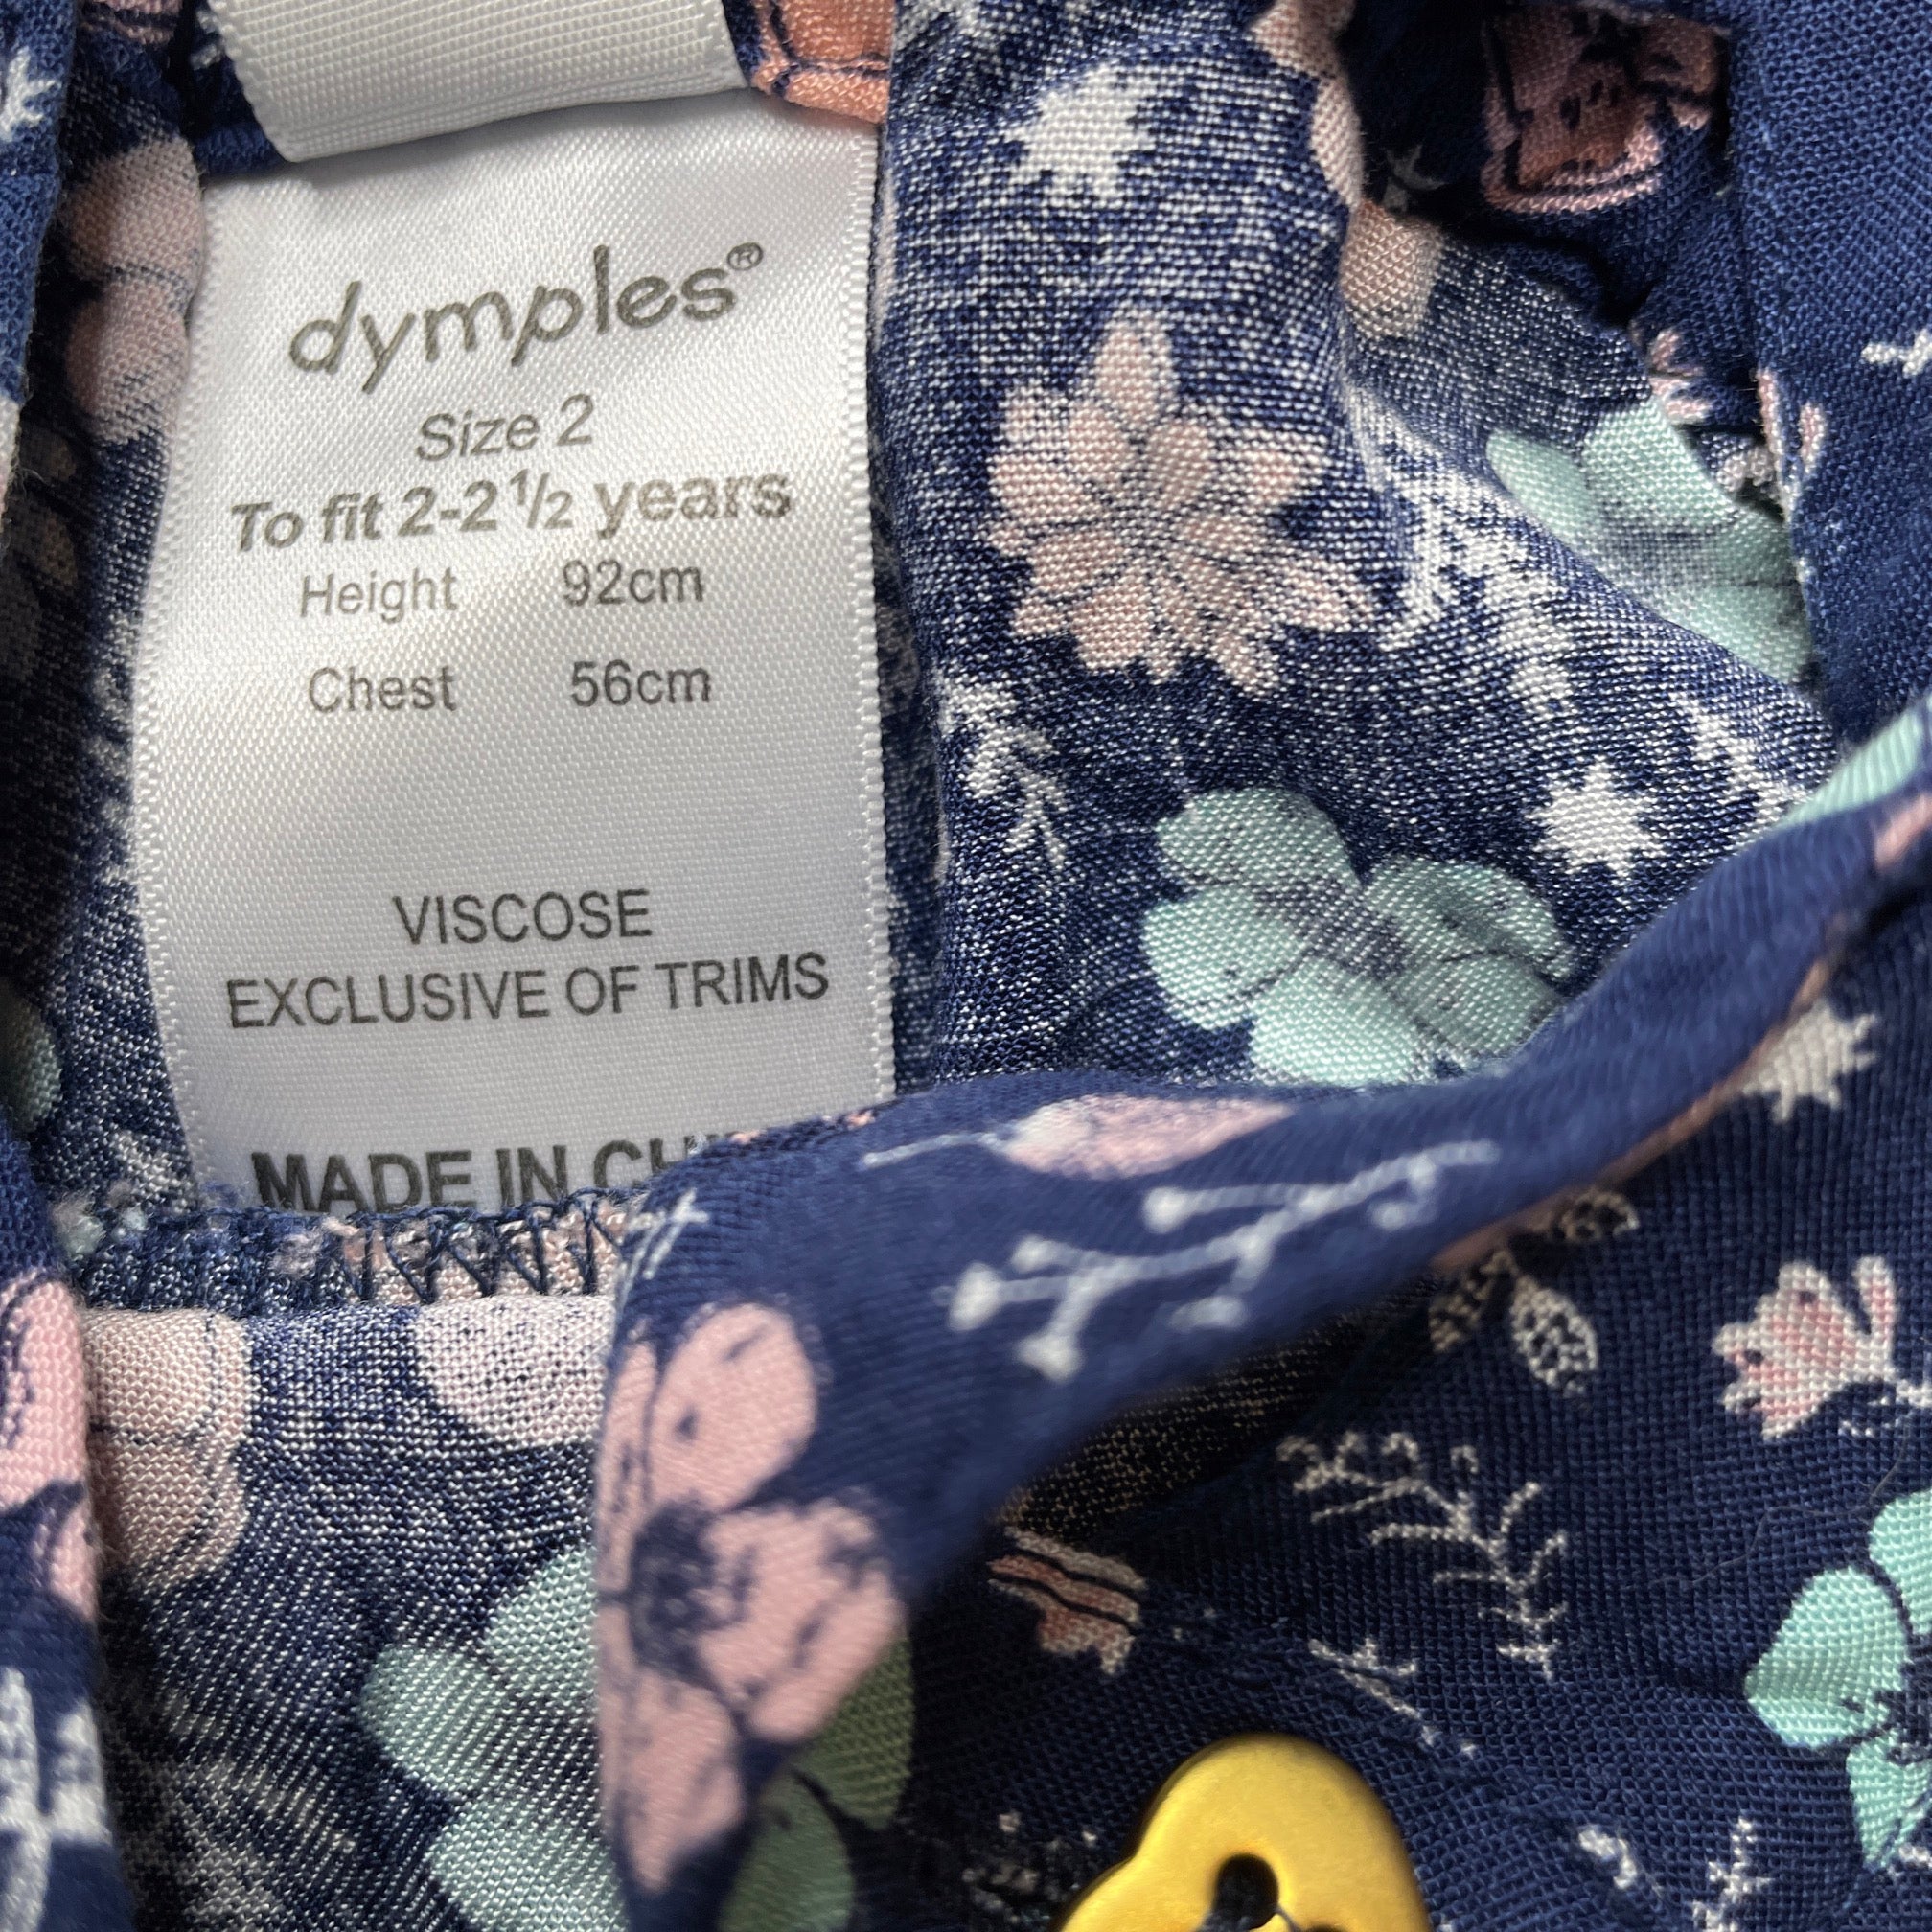 dymples®
Size 2
To fit 2-2 1/2 years
Height 92cm
Chest 56cm
VISCOSE
EXCLUSIVE OF TRIMS
MADE IN